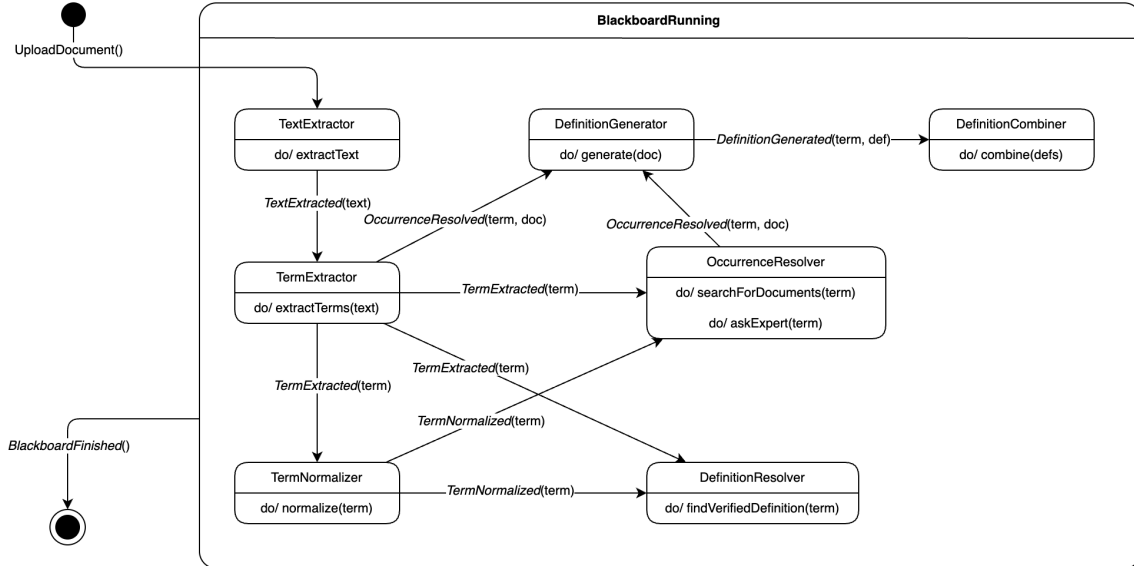 BlackboardRunning
UploadDocument()
TextExtractor
do/ extractText
DefinitionGenerator
do/ generate(doc)
DefinitionGenerated(term, def)
DefinitionCombiner
do/ combine(defs)
TextExtracted(text)
OccurrenceResolved(term, doc)
OccurrenceResolved(term, doc)
TermExtractor
do/ extractTerms(text)
TermExtracted(term)
OccurrenceResolver
do/ searchForDocuments(term)
do/ askExpert(term)
TermExtracted(term)
TermExtracted(term)
TermNormalized(term)
BlackboardFinished()
TermNormalizer
do/ normalize(term)
TermNormalized(term)
DefinitionResolver
do/ findVerifiedDefinition(term)